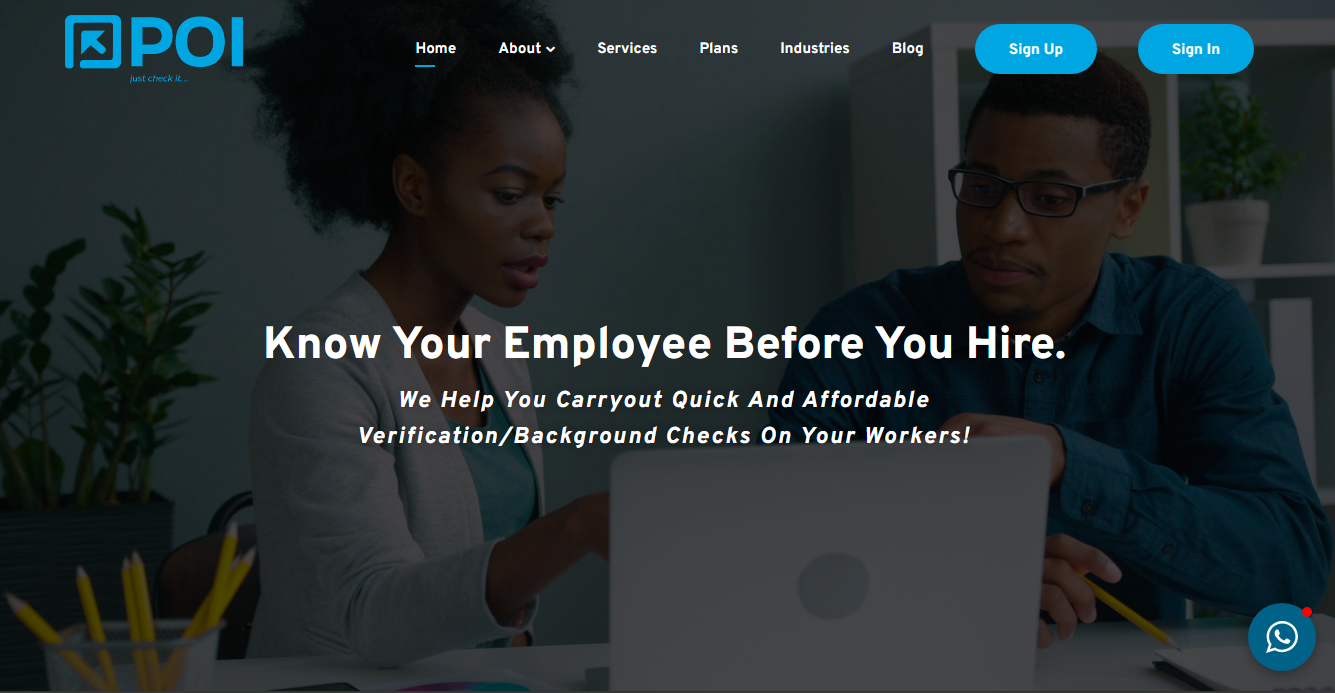 POI
just check it...
Home About Services Plans Industries Blog Sign Up Sign In
Know Your Employee Before You Hire.
We Help You Carryout Quick And Affordable
Verification/Background Checks On Your Workers!